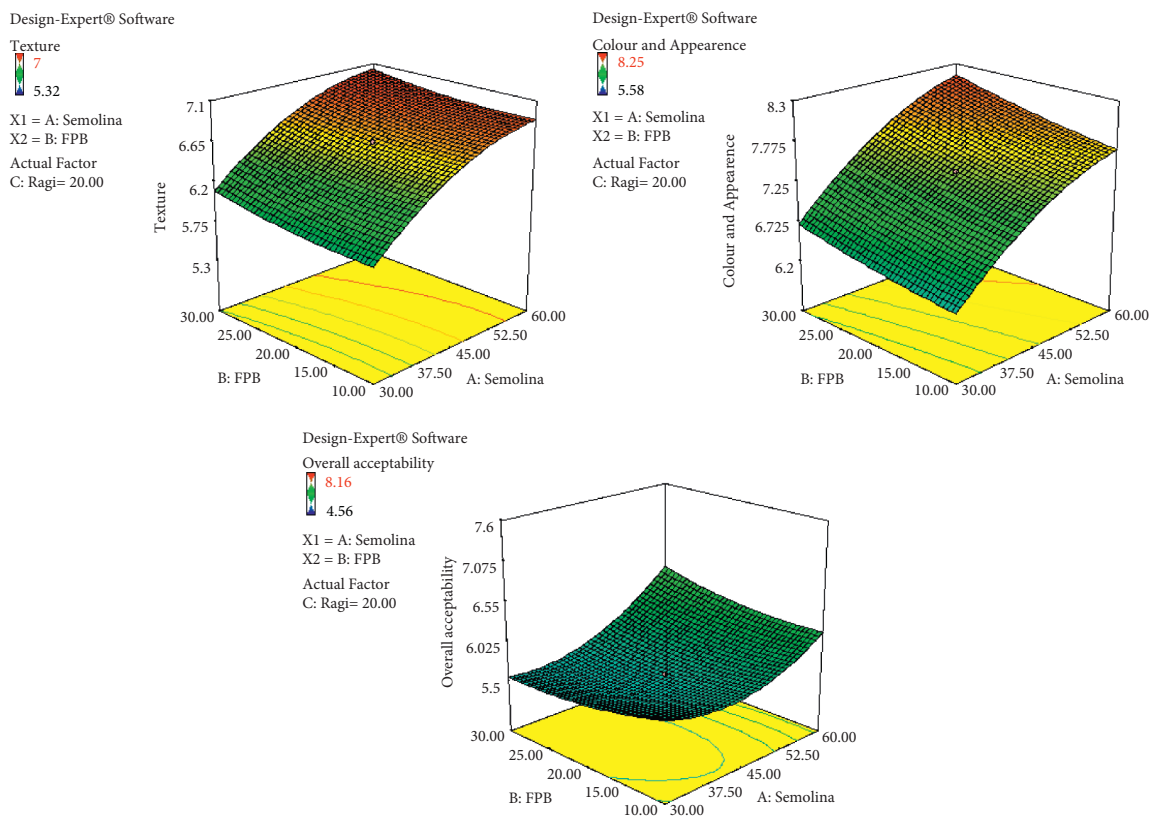 Design-Expert® Software
Texture
7
5.32
X1 = A: Semolina
X2 = B: FPB
Actual Factor
C: Ragi= 20.00
7.1
6.65
6.2
5.75
5.3
Texture
30.00
25.00
20.00
15.00
10.00
B: FPB
30.00
37.50
45.00
52.50
60.00
A: Semolina
Design-Expert® Software
Colour and Appearence
8.25
5.58
X1 = A: Semolina
X2 = B: FPB
Actual Factor
C: Ragi= 20.00
8.3
7.775
7.25
6.725
6.2
Colour and Appearence
30.00
25.00
20.00
15.00
10.00
B: FPB
30.00
37.50
45.00
52.50
60.00
A: Semolina
Design-Expert® Software
Overall acceptability
8.16
4.56
X1 = A: Semolina
X2 = B: FPB
Actual Factor
C: Ragi= 20.00
7.6
7.075
6.55
6.025
5.5
Overall acceptability
30.00
25.00
20.00
15.00
10.00
B: FPB
30.00
37.50
45.00
52.50
60.00
A: Semolina